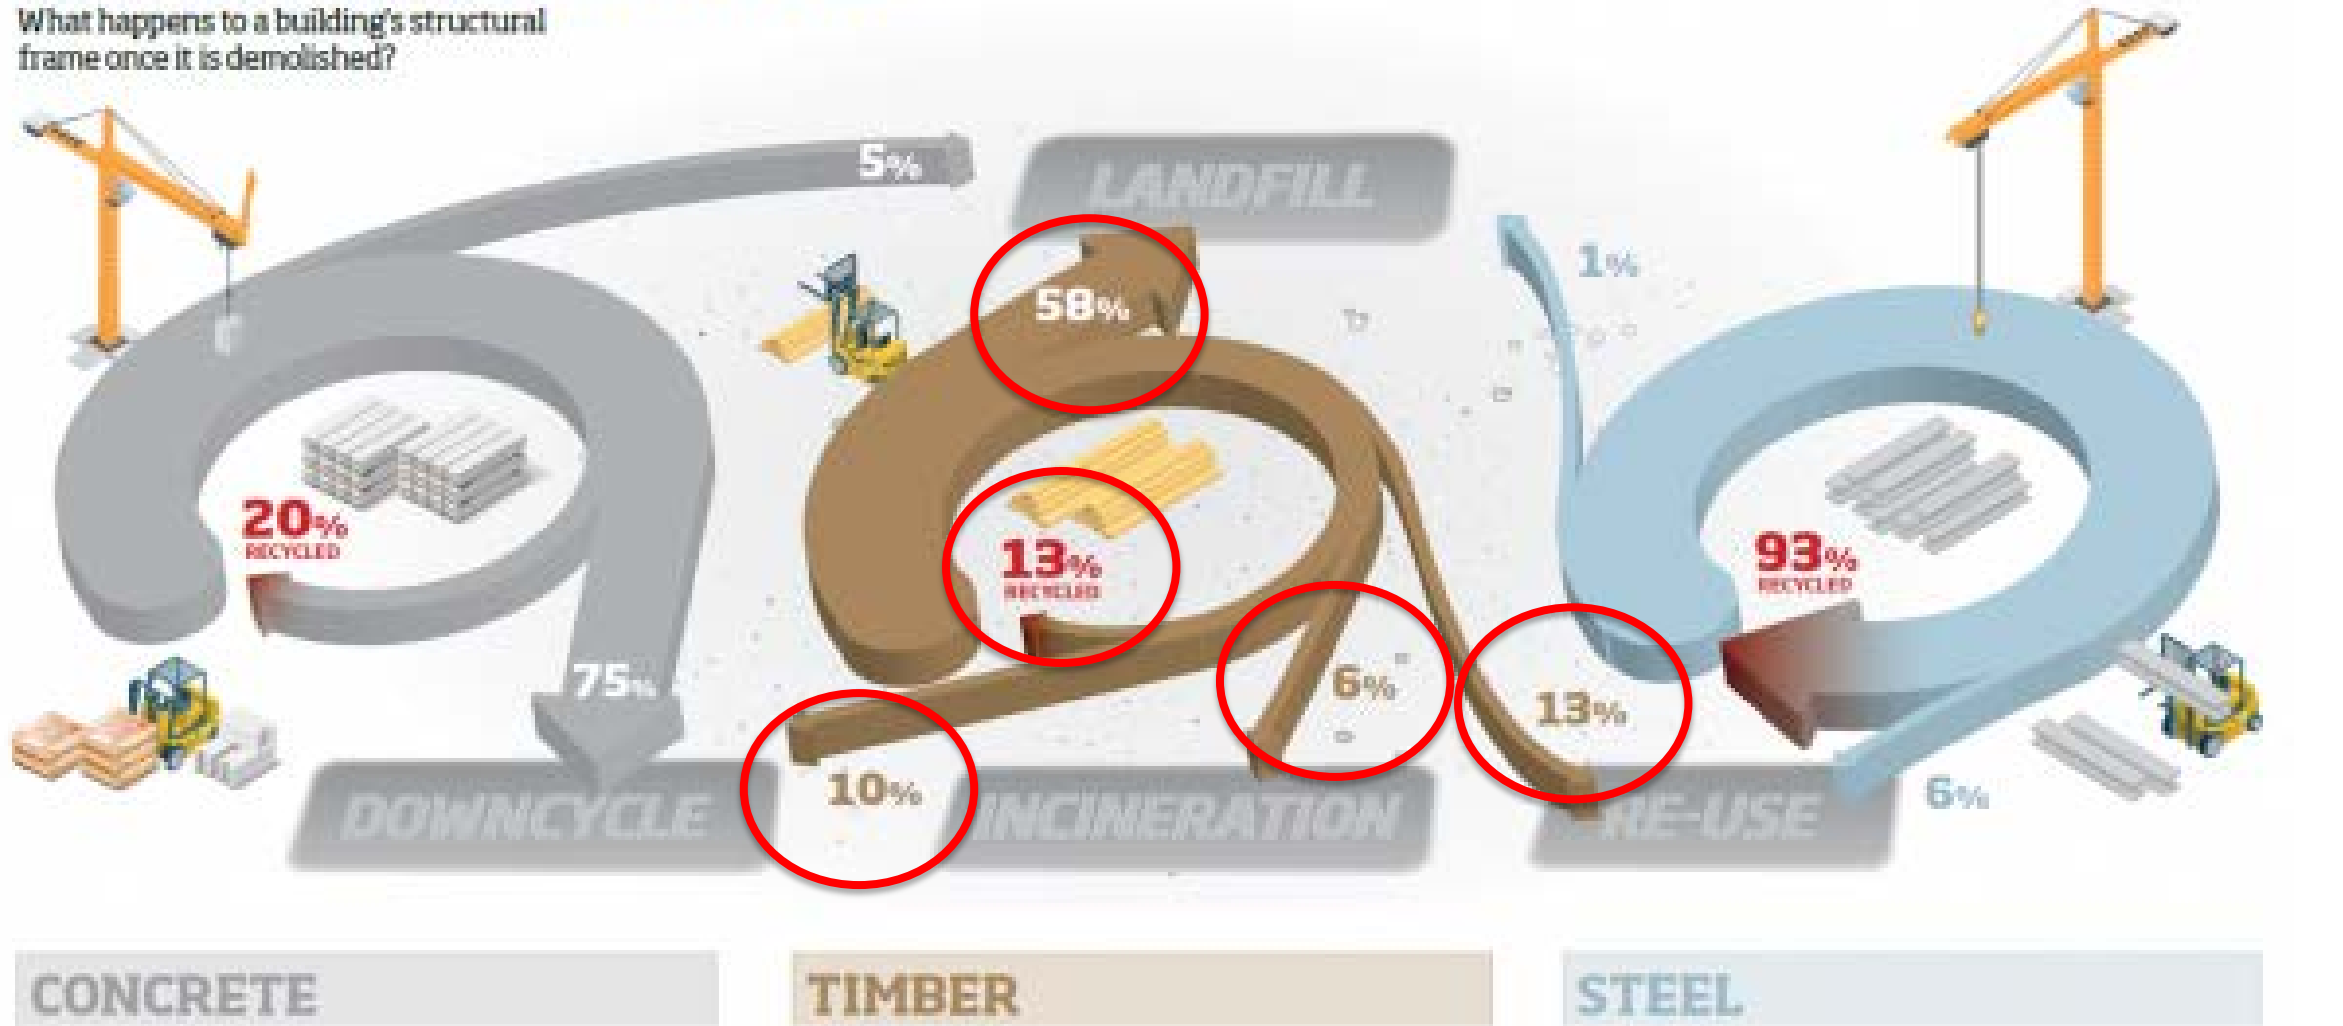 What happens to a building's structural
frame once it is demolished?
5%
LANDFILL
58%
1%
20%
RECYCLED
13%
RECYCLED
93%
RECYCLED
75%
6%
13%
10%
6%
DOWNCYCLE
INCINERATION
RE-USE
CONCRETE
TIMBER
STEEL